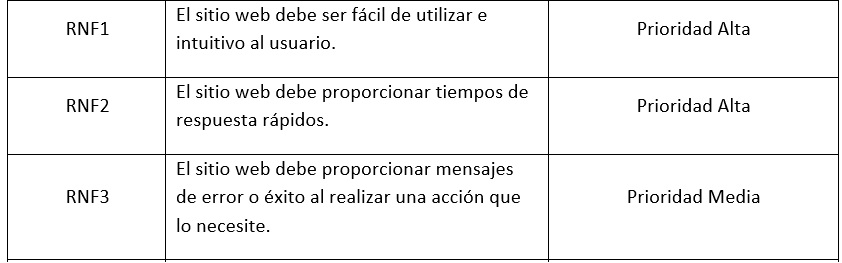 RNF1
El sitio web debe ser fácil de utilizar e
intuitivo al usuario.
Prioridad Alta
RNF2
El sitio web debe proporcionar tiempos de
respuesta rápidos.
Prioridad Alta
RNF3
El sitio web debe proporcionar mensajes
de error o éxito al realizar una acción que
lo necesite.
Prioridad Media